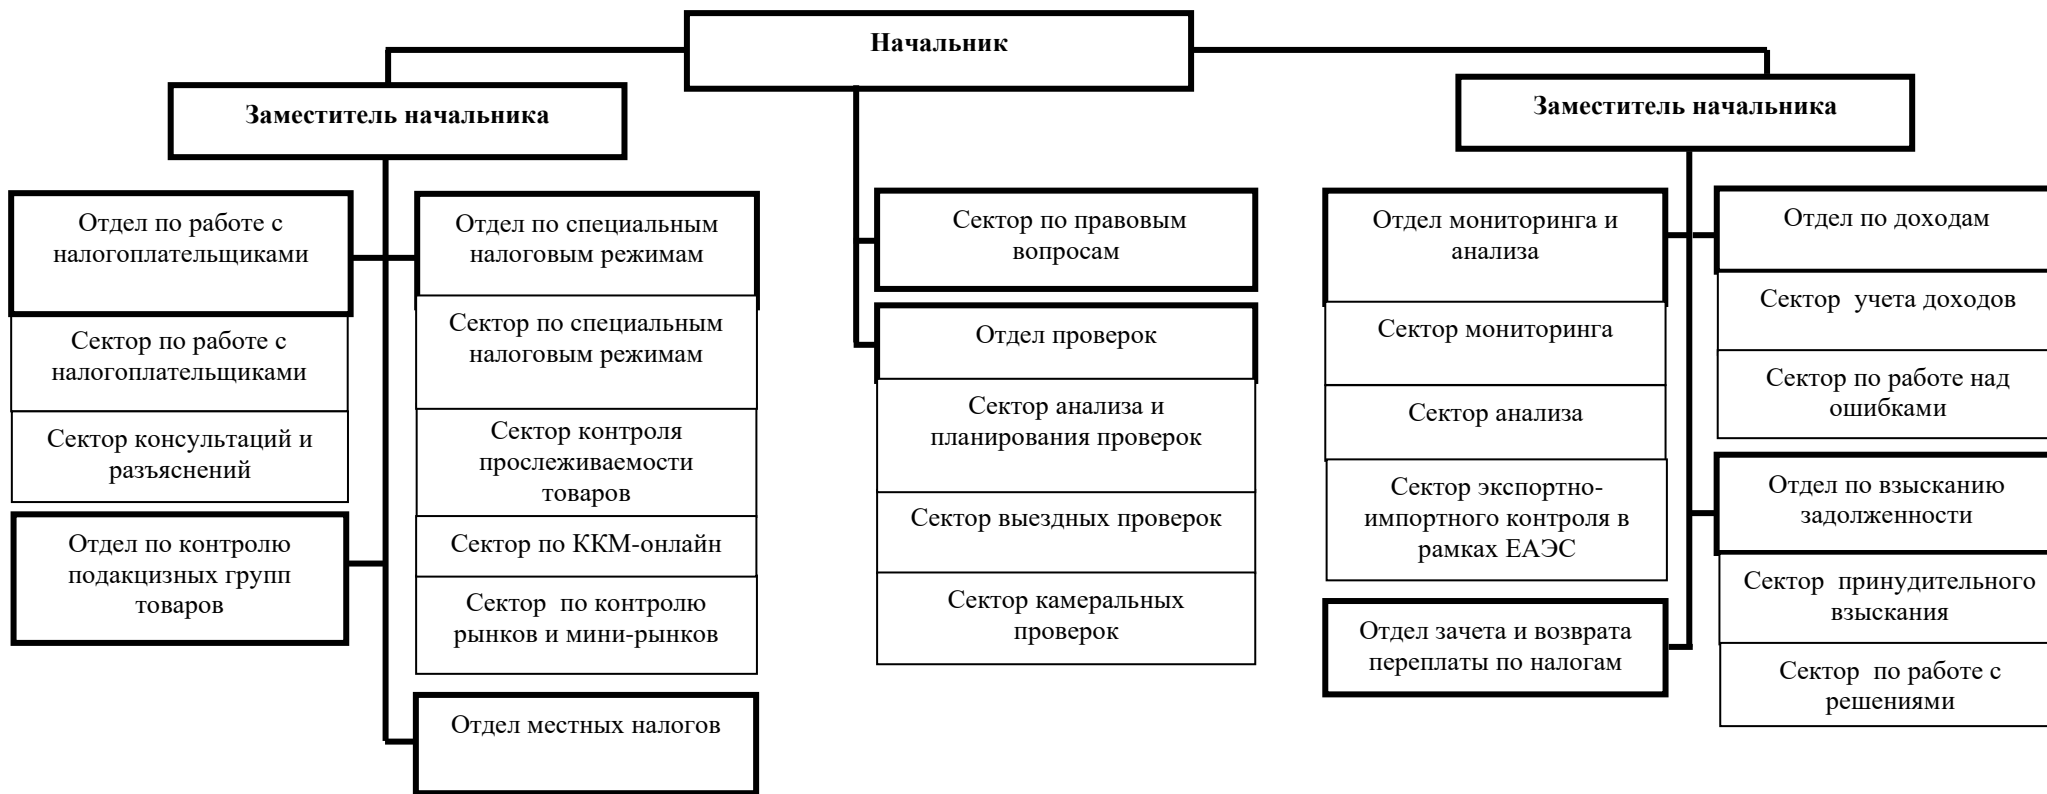 Начальник
Заместитель начальника
Заместитель начальника
Отдел по работе с
налогоплательщиками
Сектор по работе с
налогоплательщиками
Сектор консультаций и
разъяснений
Отдел по контролю
подакцизных групп
товаров
Отдел по специальным
налоговым режимам
Сектор по специальным
налоговым режимам
Сектор контроля
прослеживаемости
товаров
Сектор по ККМ-онлайн
Сектор по контролю
рынков и мини-рынков
Отдел местных налогов
Сектор по правовым
вопросам
Отдел проверок
Сектор анализа и
планирования проверок
Сектор выездных проверок
Сектор камеральных
проверок
Отдел мониторинга и
анализа
Сектор мониторинга
Сектор анализа
Сектор экспортно-
импортного контроля в
рамках ЕАЭС
Отдел зачета и возврата
переплаты по налогам
Отдел по доходам
Сектор учета доходов
Сектор по работе над
ошибками
Отдел по взысканию
задолженности
Сектор принудительного
взыскания
Сектор по работе с
решениями